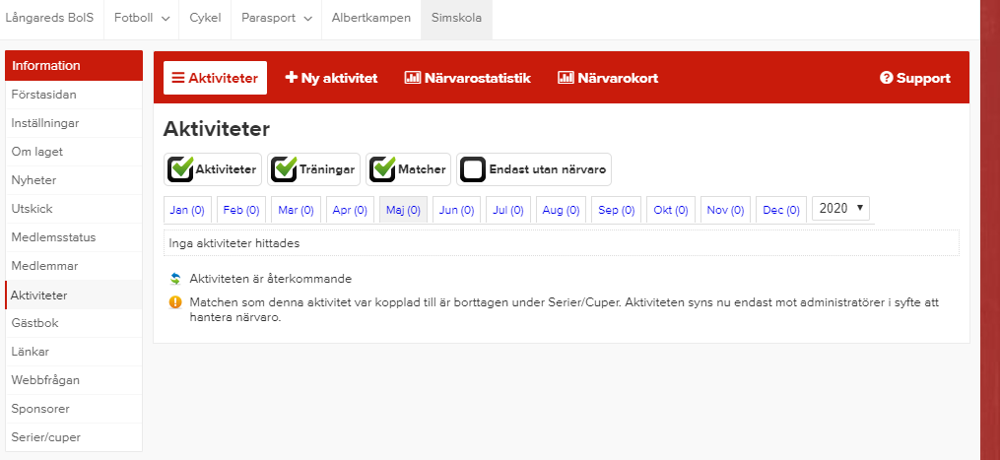 Långareds BoIS Fotboll Cykel Parasport Albertkampen Simskola
Information
Förstasidan
Inställningar
Om laget
Nyheter
Utskick
Medlemsstatus
Medlemmar
Aktiviteter
Gästbok
Länkar
Webbfrågan
Sponsorer
Serier/cuper
Aktiviteter Ny aktivitet Närvarostatistik Närvarokort Support
Aktiviteter
Aktiviteter Träningar Matcher Endast utan närvaro
Jan (0) Feb (0) Mar (0) Apr (0) Maj (0) Jun (0) Jul (0) Aug (0) Sep (0) Okt (0) Nov (0) Dec (0) 2020
Inga aktiviteter hittades
Aktiviteten är återkommande
Matchen som denna aktivitet var kopplad till är borttagen under Serier/Cuper. Aktiviteten syns nu endast mot administratörer i syfte att
hantera närvaro.